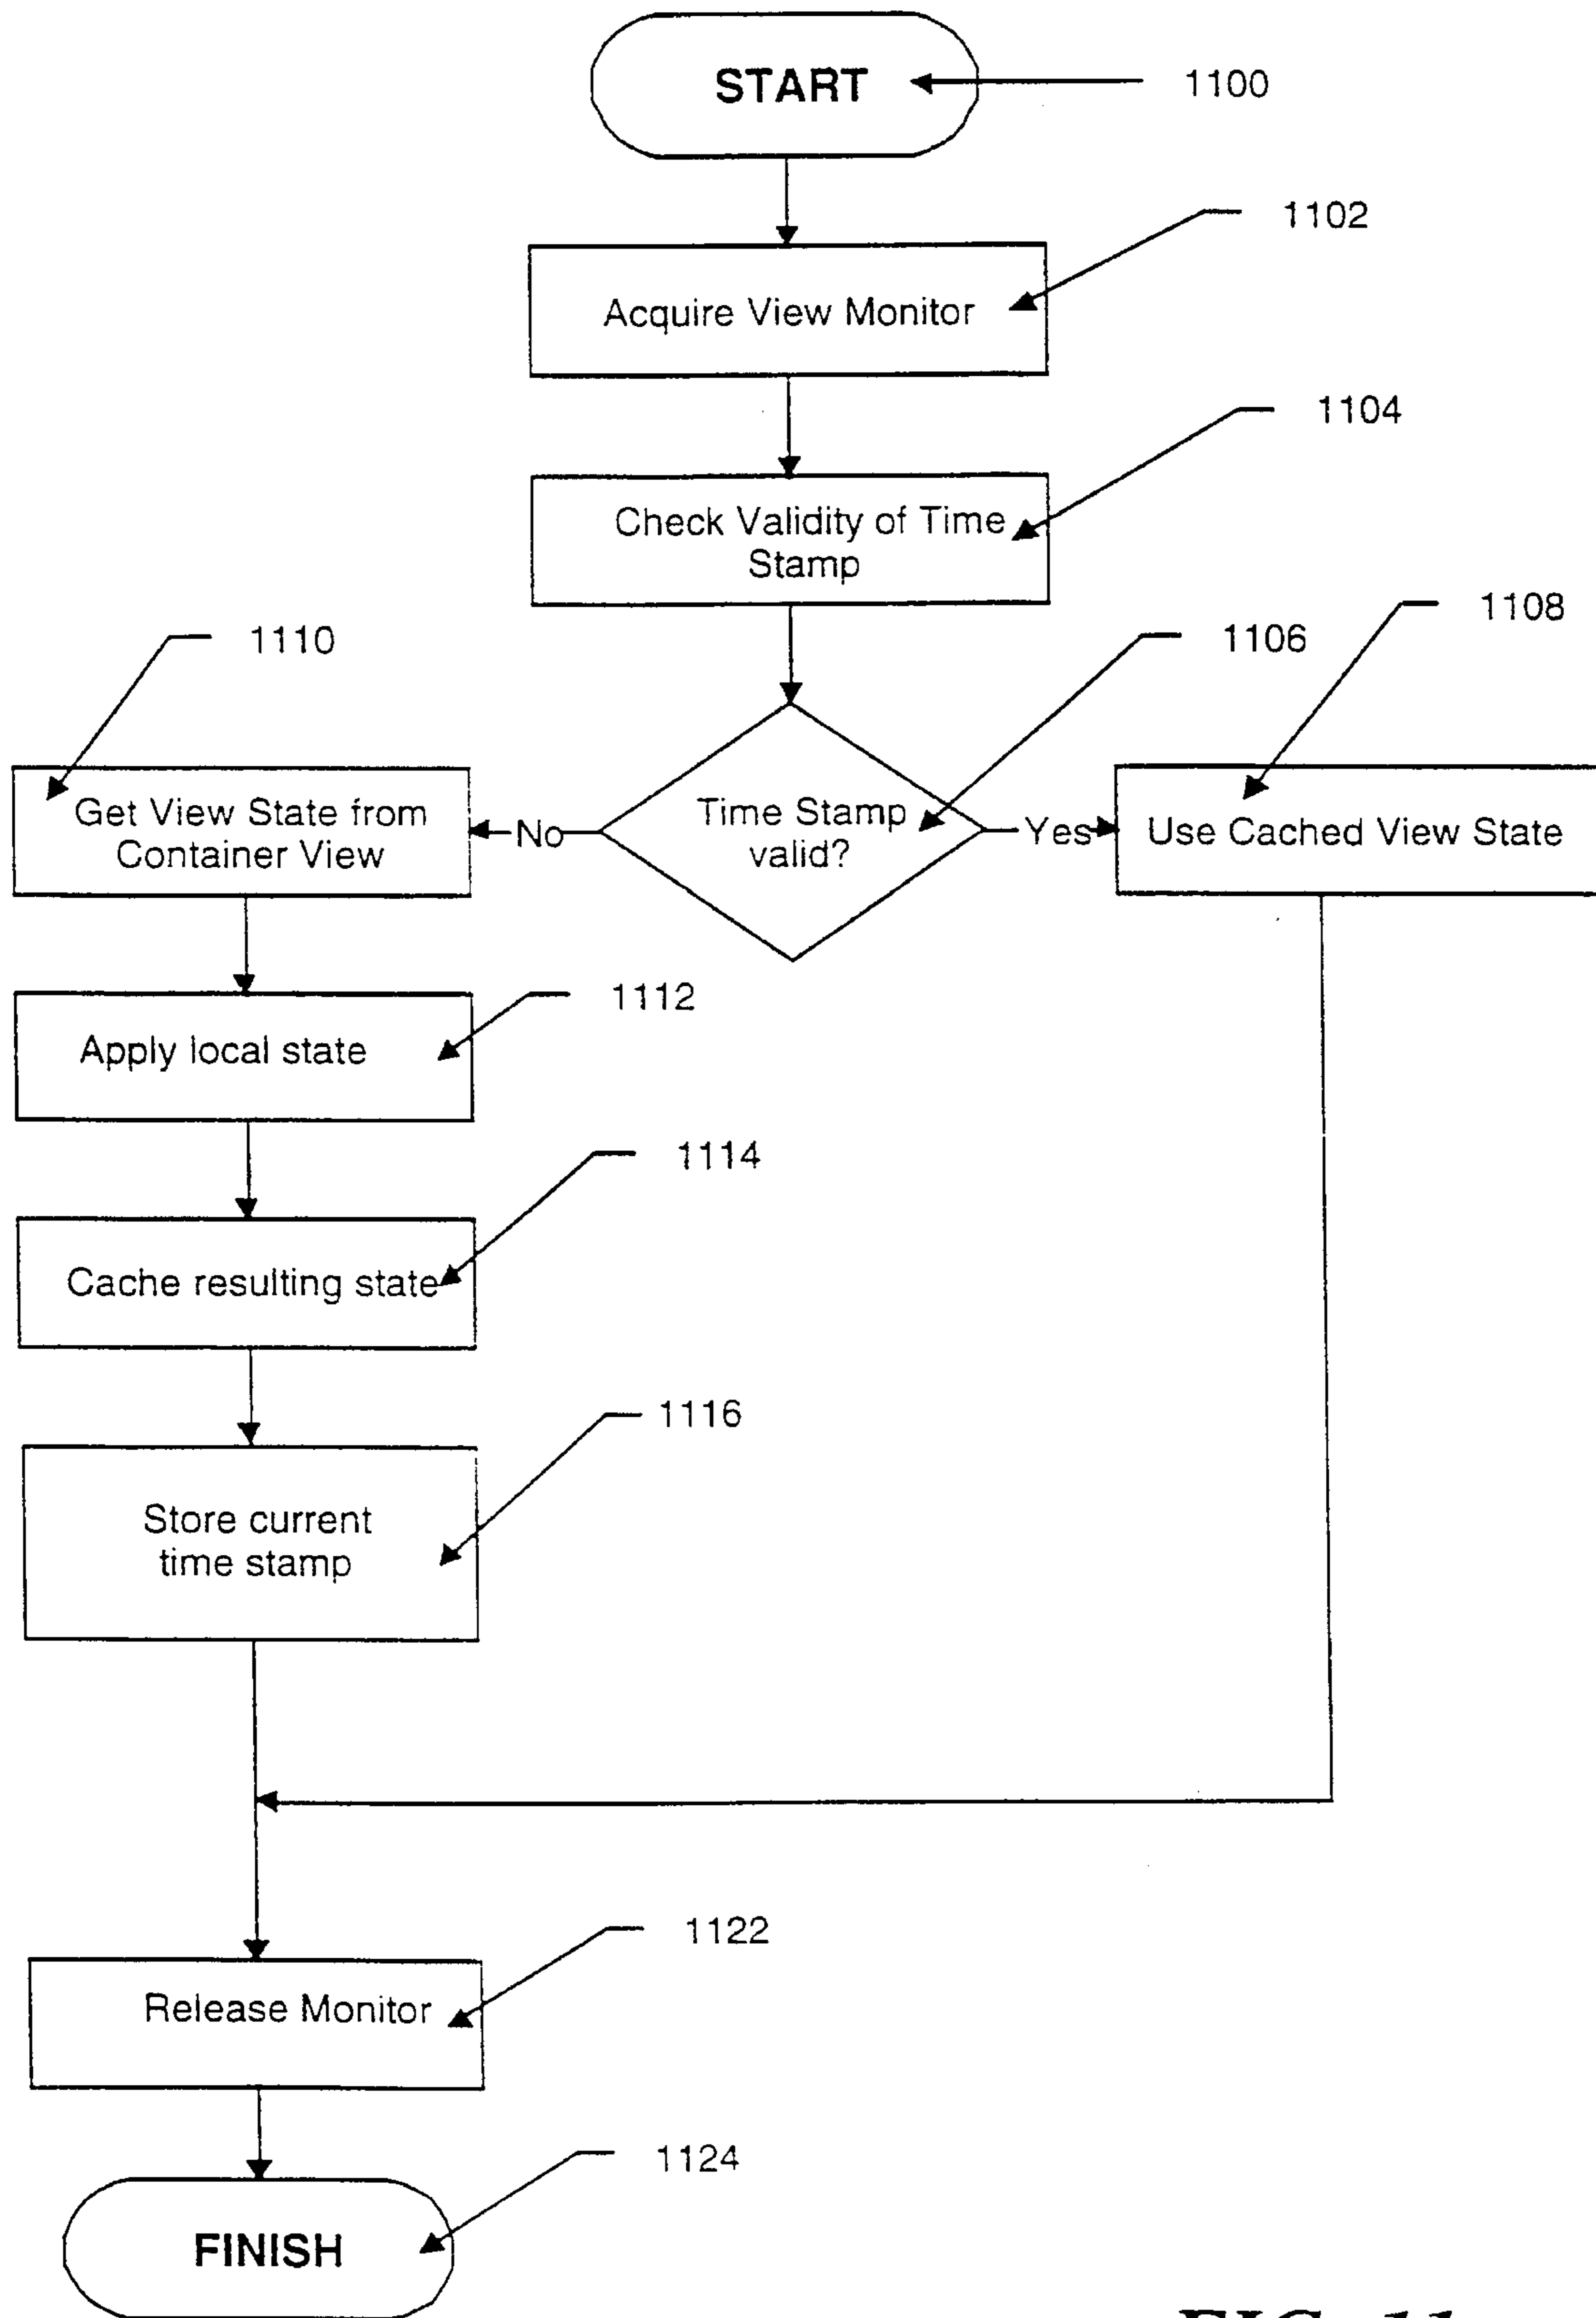 START
1100
1102
Acquire View Monitor
1104
Check Validity of Time
Stamp
1108
1110
1106
Get View State from
Container View
No
Time Stamp
valid?
Yes
Use Cached View State
1112
Apply local state
1114
Cache resulting state
1116
Store current
time stamp
1122
Release Monitor
1124
FINISH